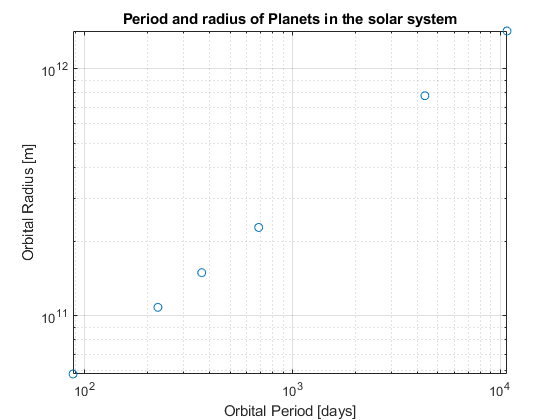 Period and radius of Planets in the solar system
10^12
10^11
Orbital Radius [m]
10^2 10^3 10^4
Orbital Period [days]